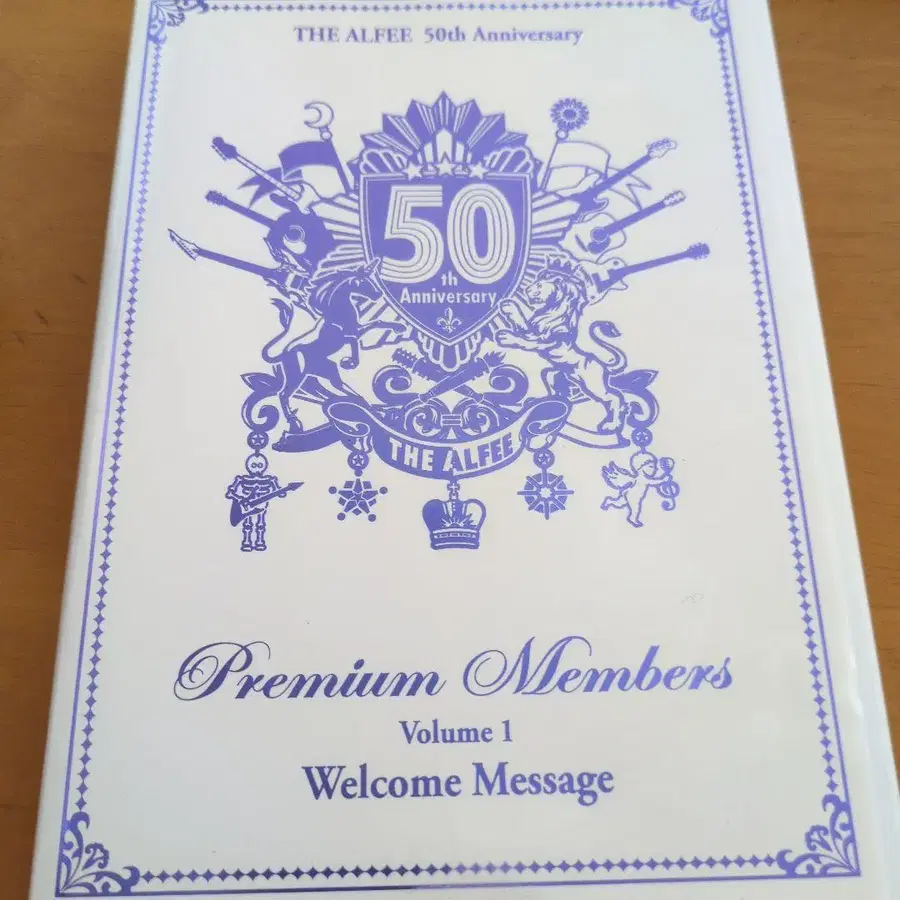 THE ALFEE 50th Anniversary
50
th
Anniversary
THE ALFEE
Premium Members
Volume 1
Welcome Message